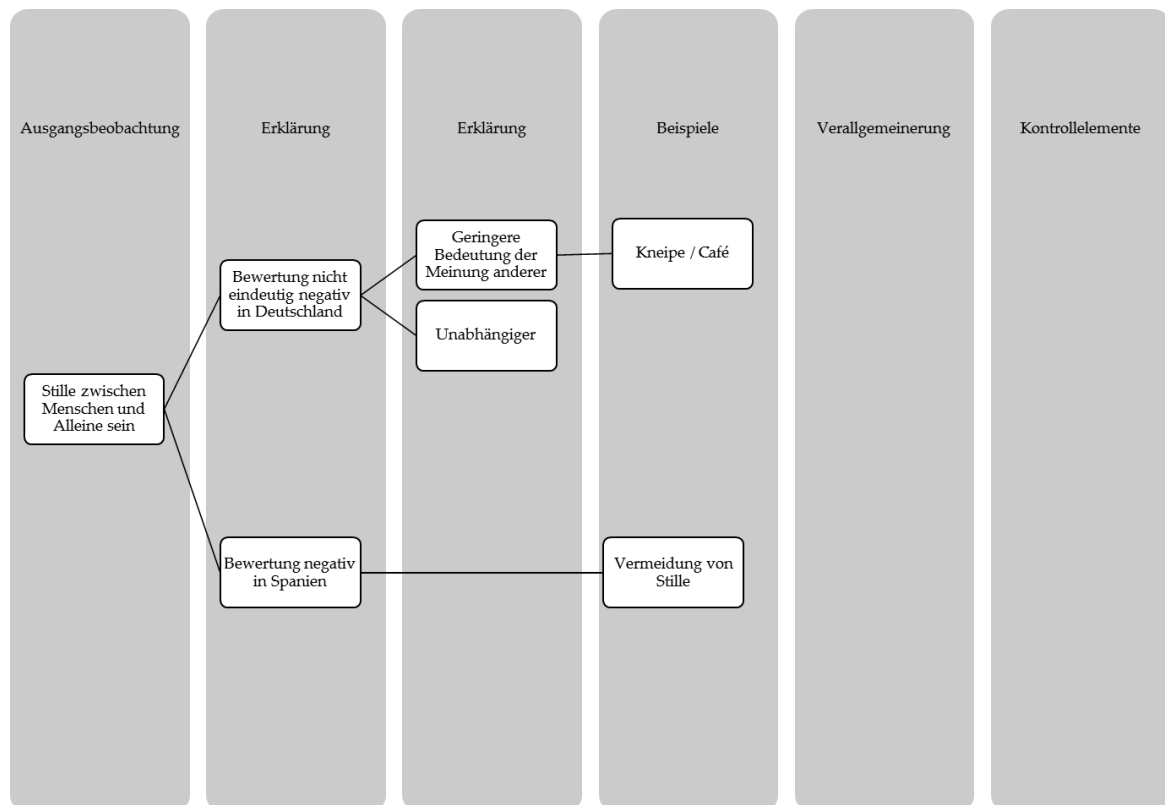 Ausgangsbeobachtung
Erklärung
Erklärung
Beispiele
Verallgemeinerung
Kontrollelemente
Stille zwischen
Menschen und
Alleine sein
Bewertung nicht
eindeutig negativ
in Deutschland
Geringere
Bedeutung der
Meinung anderer
Kneipe / Café
Unabhängiger
Bewertung negativ
in Spanien
Vermeidung von
Stille